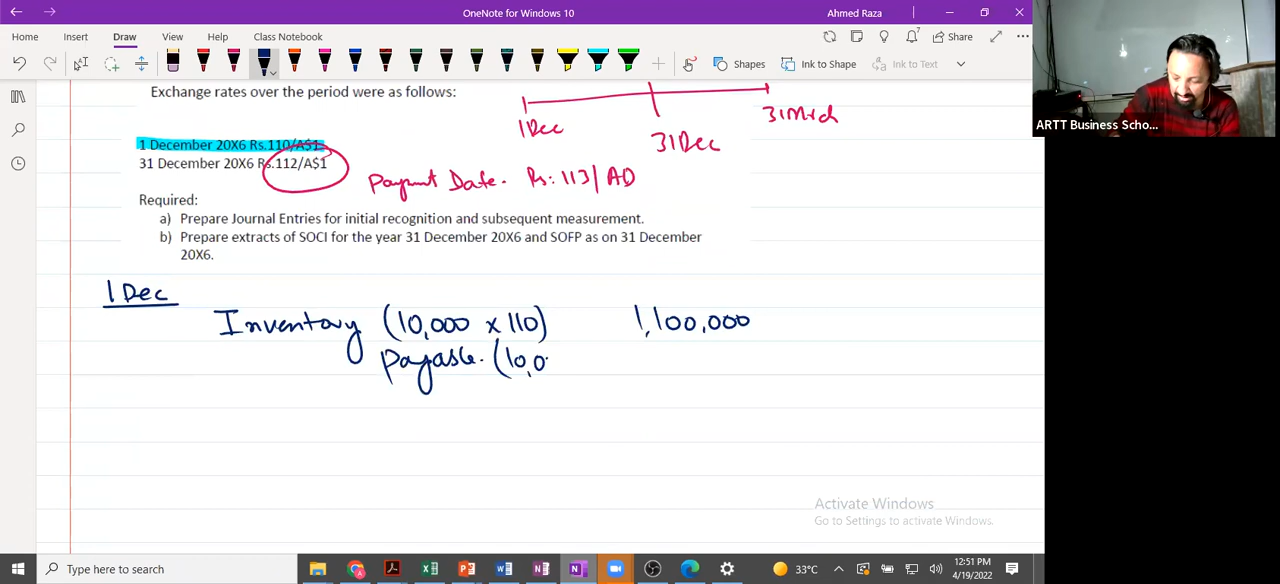 OneNote for Windows 10
Ahmed Raza
Home Insert Draw View Help Class Notebook
Share
Shapes Ink to Shape Ink to Text
Exchange rates over the period were as follows:
1 Dec 31 Dec 31 Mrch
1 December 20X6 Rs.110/A$1
31 December 20X6 Rs.112/A$1
Payment Date. Rs: 113/ AD
Required:
a) Prepare Journal Entries for initial recognition and subsequent measurement.
b) Prepare extracts of SOCI for the year 31 December 20X6 and SOFP as on 31 December
20X6.
1 Dec
Inventory (10,000 x 110) 1,100,000
Payable. (10,0
ARTT Business Scho...
Activate Windows
Go to Settings to activate Windows.
Type here to search
33°C
12:51 PM
4/19/2022